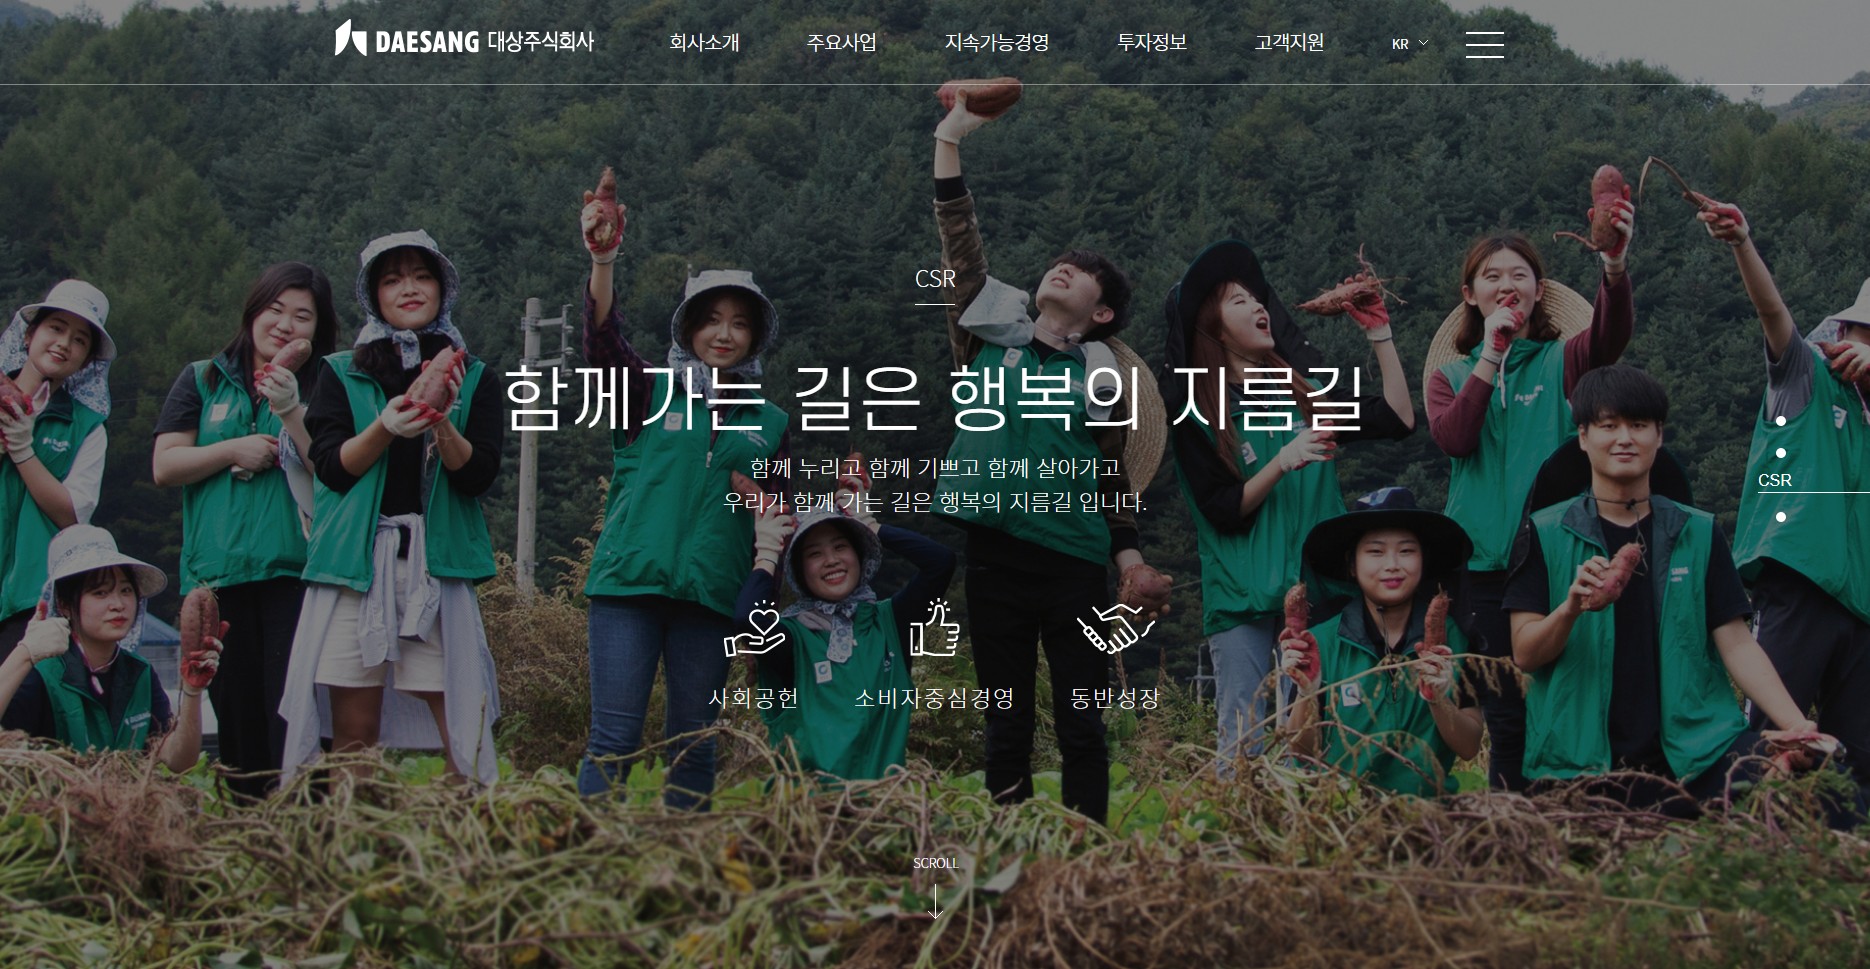 DAESANG 대상주식회사
회사소개
주요사업
지속가능경영
투자정보
고객지원
KR
CSR
함께가는 길은 행복의 지름길
함께 누리고 함께 기쁘고 함께 살아가고
우리가 함께 가는 길은 행복의 지름길 입니다.
CSR
사회공헌
소비자중심경영
동반성장
SCROLL